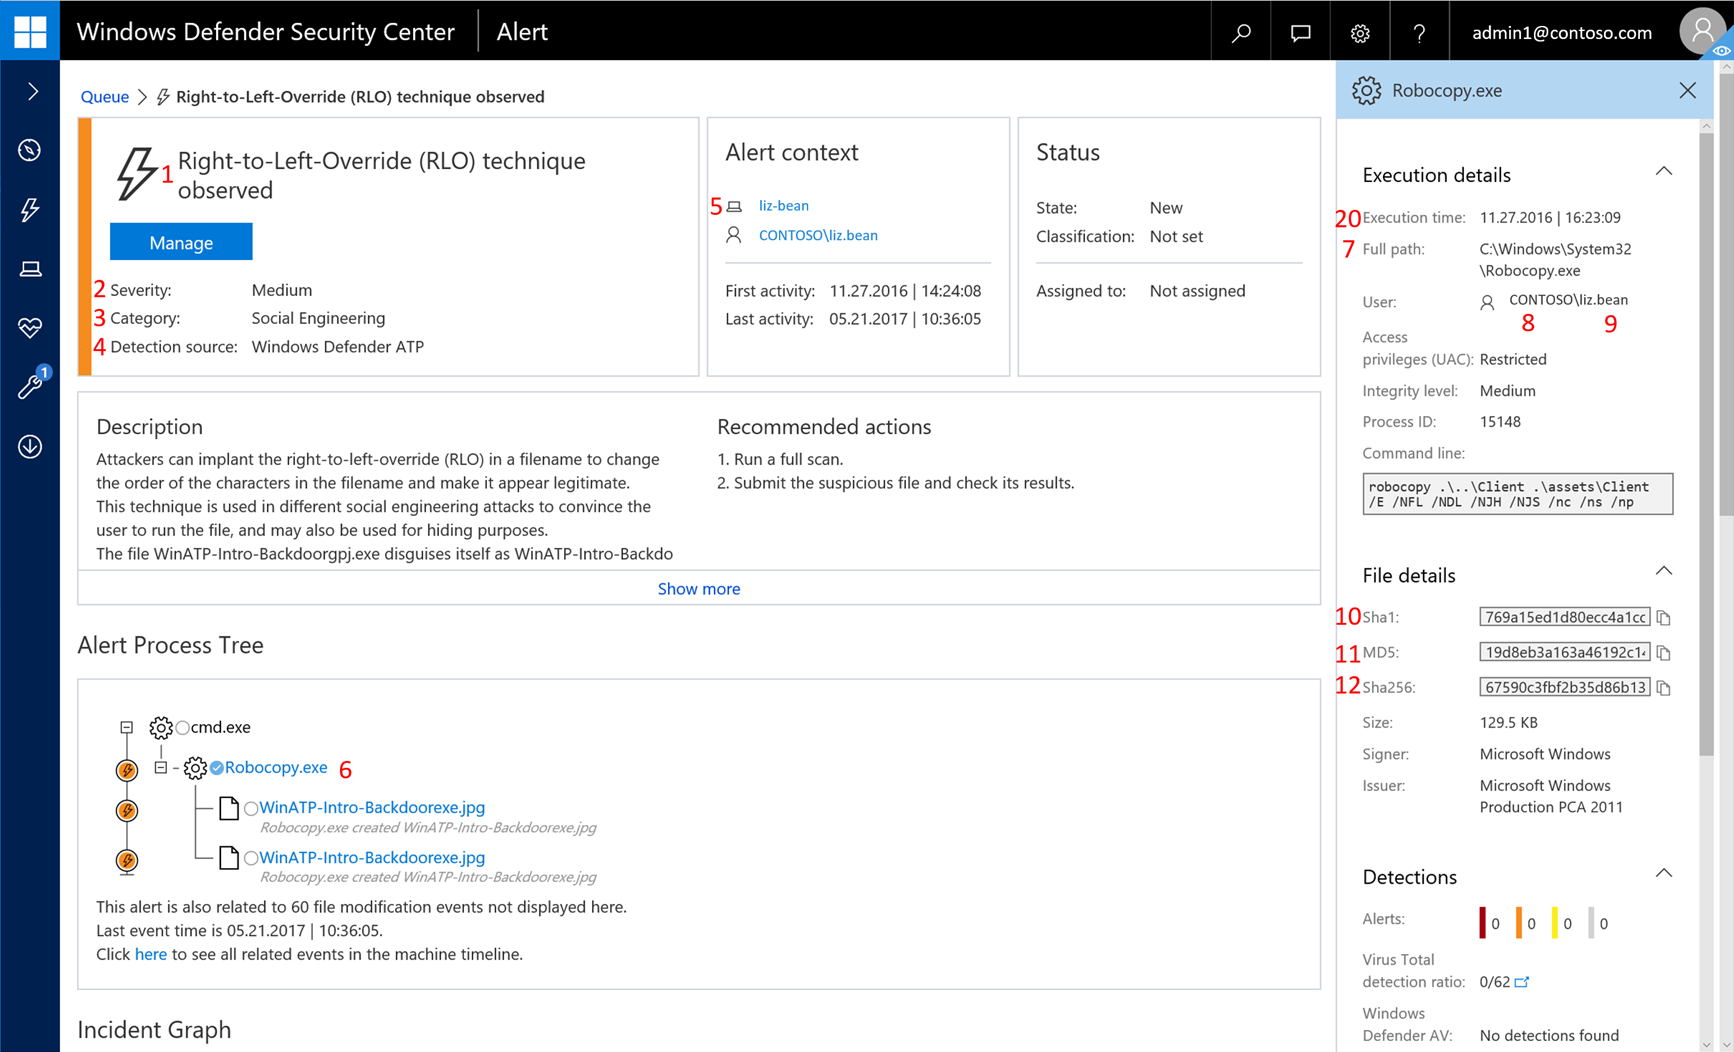 Windows Defender Security Center
Alert
admin1@contoso.com
Queue
Right-to-Left-Override (RLO) technique observed
1 Right-to-Left-Override (RLO) technique
observed
Manage
2 Severity: Medium
3 Category: Social Engineering
4 Detection source: Windows Defender ATP
Alert context
5 liz-bean
CONTOSO\liz.bean
First activity: 11.27.2016 | 14:24:08
Last activity: 05.21.2017 | 10:36:05
Status
State: New
Classification: Not set
Assigned to: Not assigned
1
Description
Attackers can implant the right-to-left-override (RLO) in a filename to change
the order of the characters in the filename and make it appear legitimate.
This technique is used in different social engineering attacks to convince the
user to run the file, and may also be used for hiding purposes.
The file WinATP-Intro-Backdoorgpj.exe disguises itself as WinATP-Intro-Backdo
Recommended actions
1. Run a full scan.
2. Submit the suspicious file and check its results.
Show more
Alert Process Tree
cmd.exe
Robocopy.exe 6
WinATP-Intro-Backdoorexe.jpg
Robocopy.exe created WinATP-Intro-Backdoorexe.jpg
WinATP-Intro-Backdoorexe.jpg
Robocopy.exe created WinATP-Intro-Backdoorexe.jpg
This alert is also related to 60 file modification events not displayed here.
Last event time is 05.21.2017 | 10:36:05.
Click here to see all related events in the machine timeline.
Incident Graph
Robocopy.exe
Execution details
20 Execution time: 11.27.2016 | 16:23:09
7 Full path: C:\Windows\System32
\Robocopy.exe
User: CONTOSO\liz.bean
8 9
Access
privileges (UAC): Restricted
Integrity level: Medium
Process ID: 15148
Command line:
robocopy .\..\Client .\assets\Client
/E /NFL /NDL /NJH /NJS /nc /ns /np
File details
10 Sha1: 769a15ed1d80ecc4a1cc
11 MD5: 19d8eb3a163a46192c14
12 Sha256: 67590c3fbf2b35d86b13
Size: 129.5 KB
Signer: Microsoft Windows
Issuer: Microsoft Windows
Production PCA 2011
Detections
Alerts: 0 0 0 0
Virus Total
detection ratio: 0/62
Windows
Defender AV: No detections found